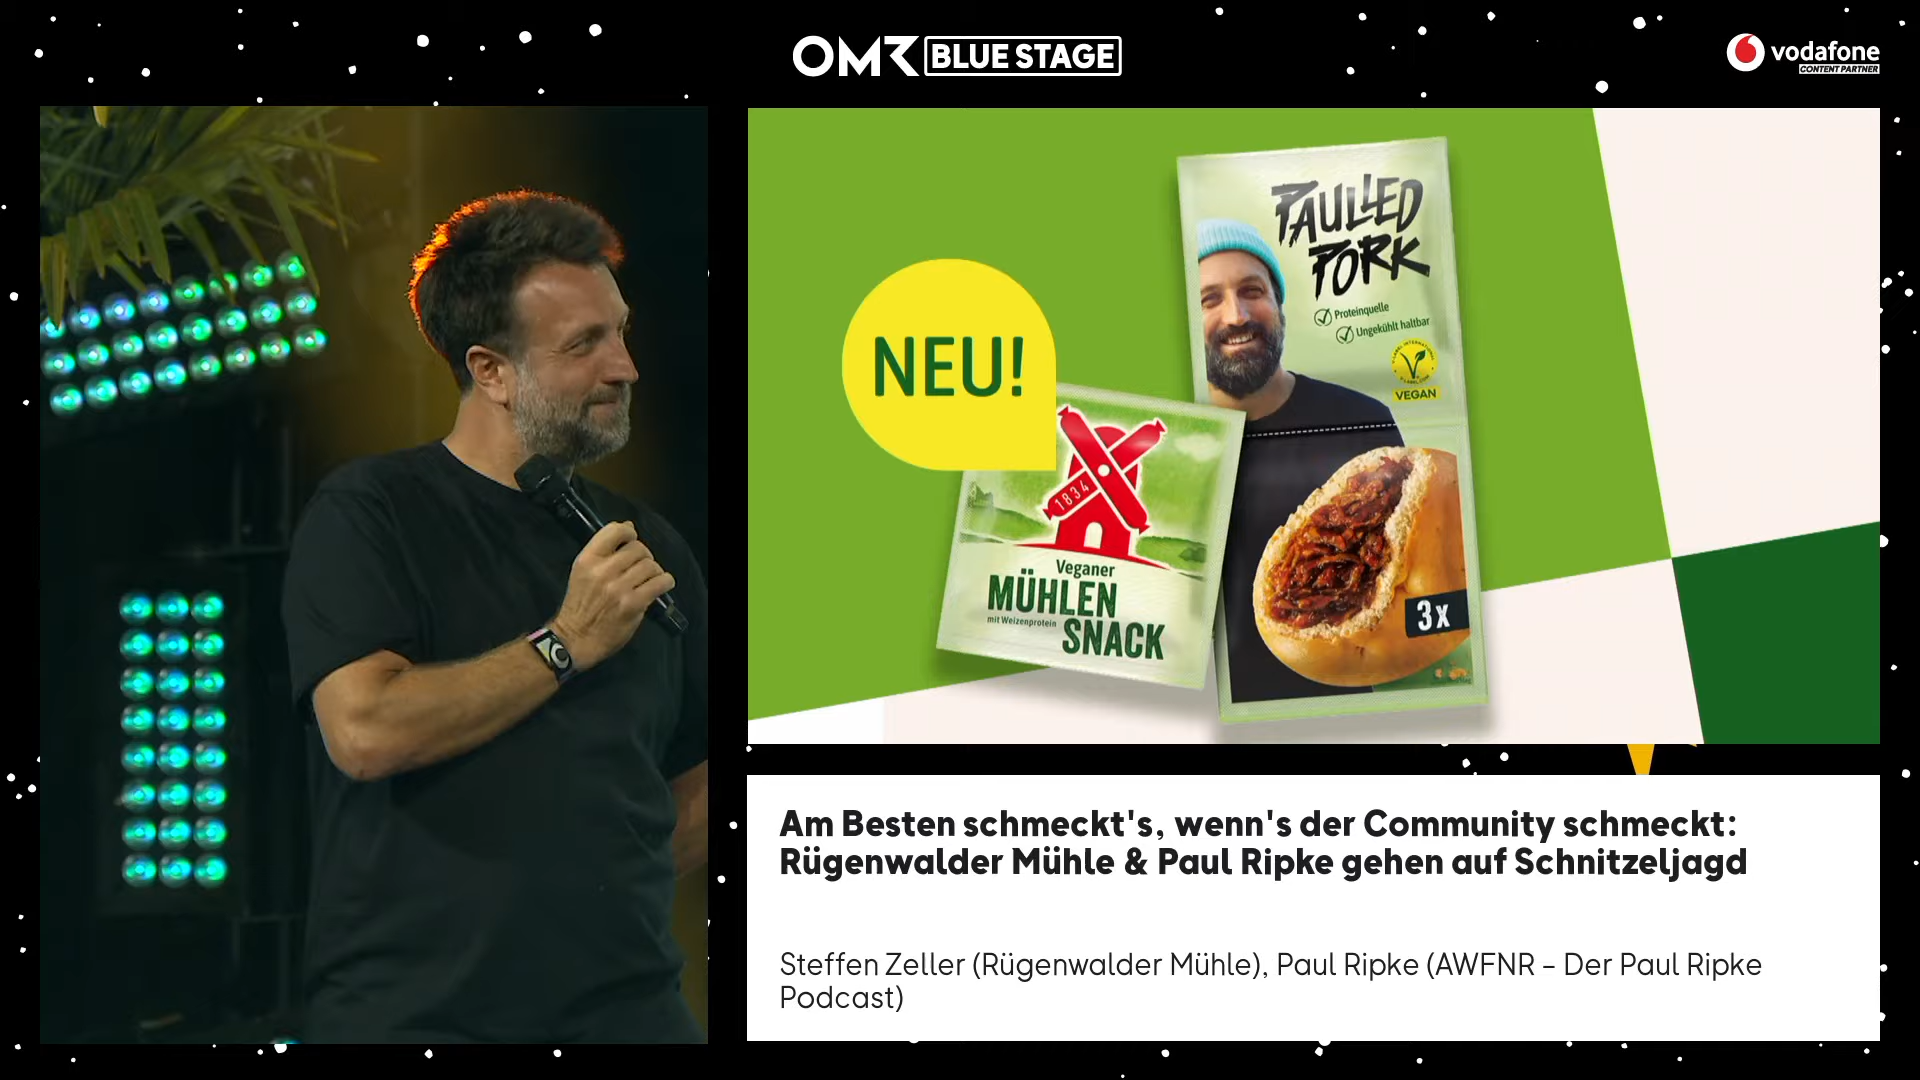 OMR BLUE STAGE
vodafone
CONTENT PARTNER
NEU!
PAULLED
PORK
Proteinquelle
Ungekühlt haltbar
VEGAN
1834
Veganer
MÜHLEN
mit Weizenprotein
SNACK
3x
Am Besten schmeckt's, wenn's der Community schmeckt:
Rügenwalder Mühle & Paul Ripke gehen auf Schnitzeljagd
Steffen Zeller (Rügenwalder Mühle), Paul Ripke (AWFNR – Der Paul Ripke
Podcast)